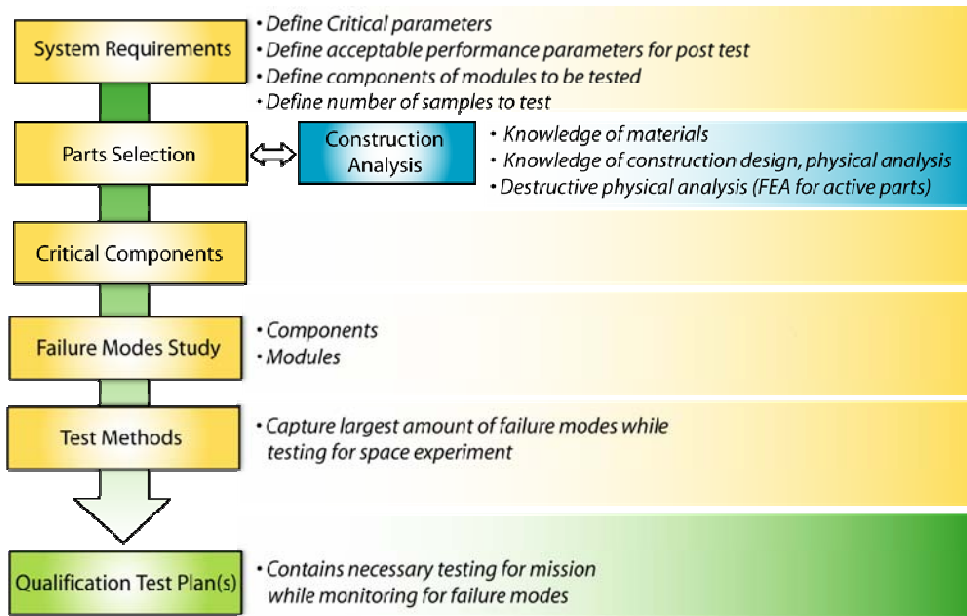 System Requirements
• Define Critical parameters
• Define acceptable performance parameters for post test
• Define components of modules to be tested
• Define number of samples to test
Parts Selection
Construction
Analysis
• Knowledge of materials
• Knowledge of construction design, physical analysis
• Destructive physical analysis (FEA for active parts)
Critical Components
Failure Modes Study
• Components
• Modules
Test Methods
• Capture largest amount of failure modes while
testing for space experiment
Qualification Test Plan(s)
• Contains necessary testing for mission
while monitoring for failure modes